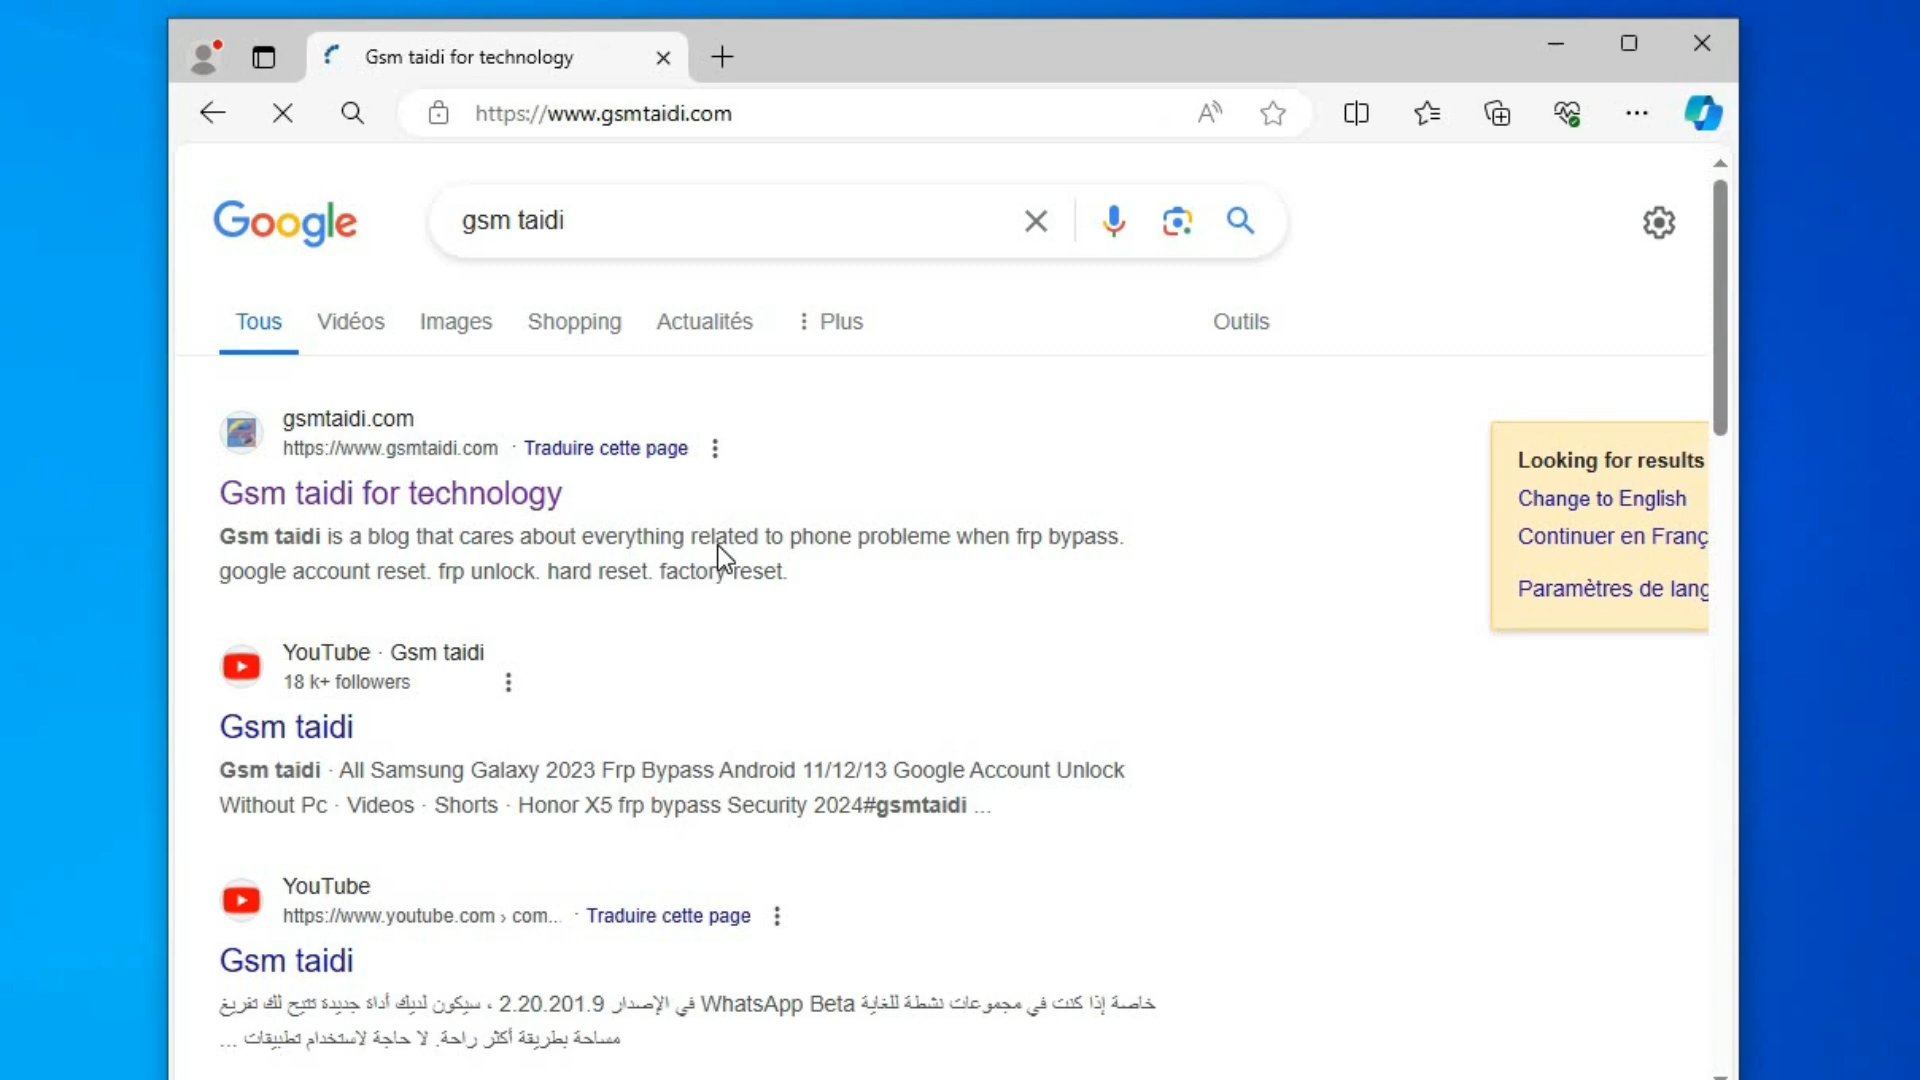 Gsm taidi for technology
https://www.gsmtaidi.com
Google
gsm taidi
Tous Vidéos Images Shopping Actualités Plus Outils
gsmtaidi.com
https://www.gsmtaidi.com · Traduire cette page
Gsm taidi for technology
Gsm taidi is a blog that cares about everything related to phone probleme when frp bypass.
google account reset. frp unlock. hard reset. factory reset.
Looking for results
Change to English
Continuer en Franç
Paramètres de lang
YouTube · Gsm taidi
18 k+ followers
Gsm taidi
Gsm taidi · All Samsung Galaxy 2023 Frp Bypass Android 11/12/13 Google Account Unlock
Without Pc · Videos · Shorts · Honor X5 frp bypass Security 2024#gsmtaidi ...
YouTube
https://www.youtube.com › com... · Traduire cette page
Gsm taidi
خاصة إذا كنت في مجموعات نشطة للغاية WhatsApp Beta في الإصدار 2.20.201.9 ، سيكون لديك أداة جديدة تتيح لك تفريغ
مساحة بطريقة أكثر راحة. لا حاجة لاستخدام تطبيقات ...